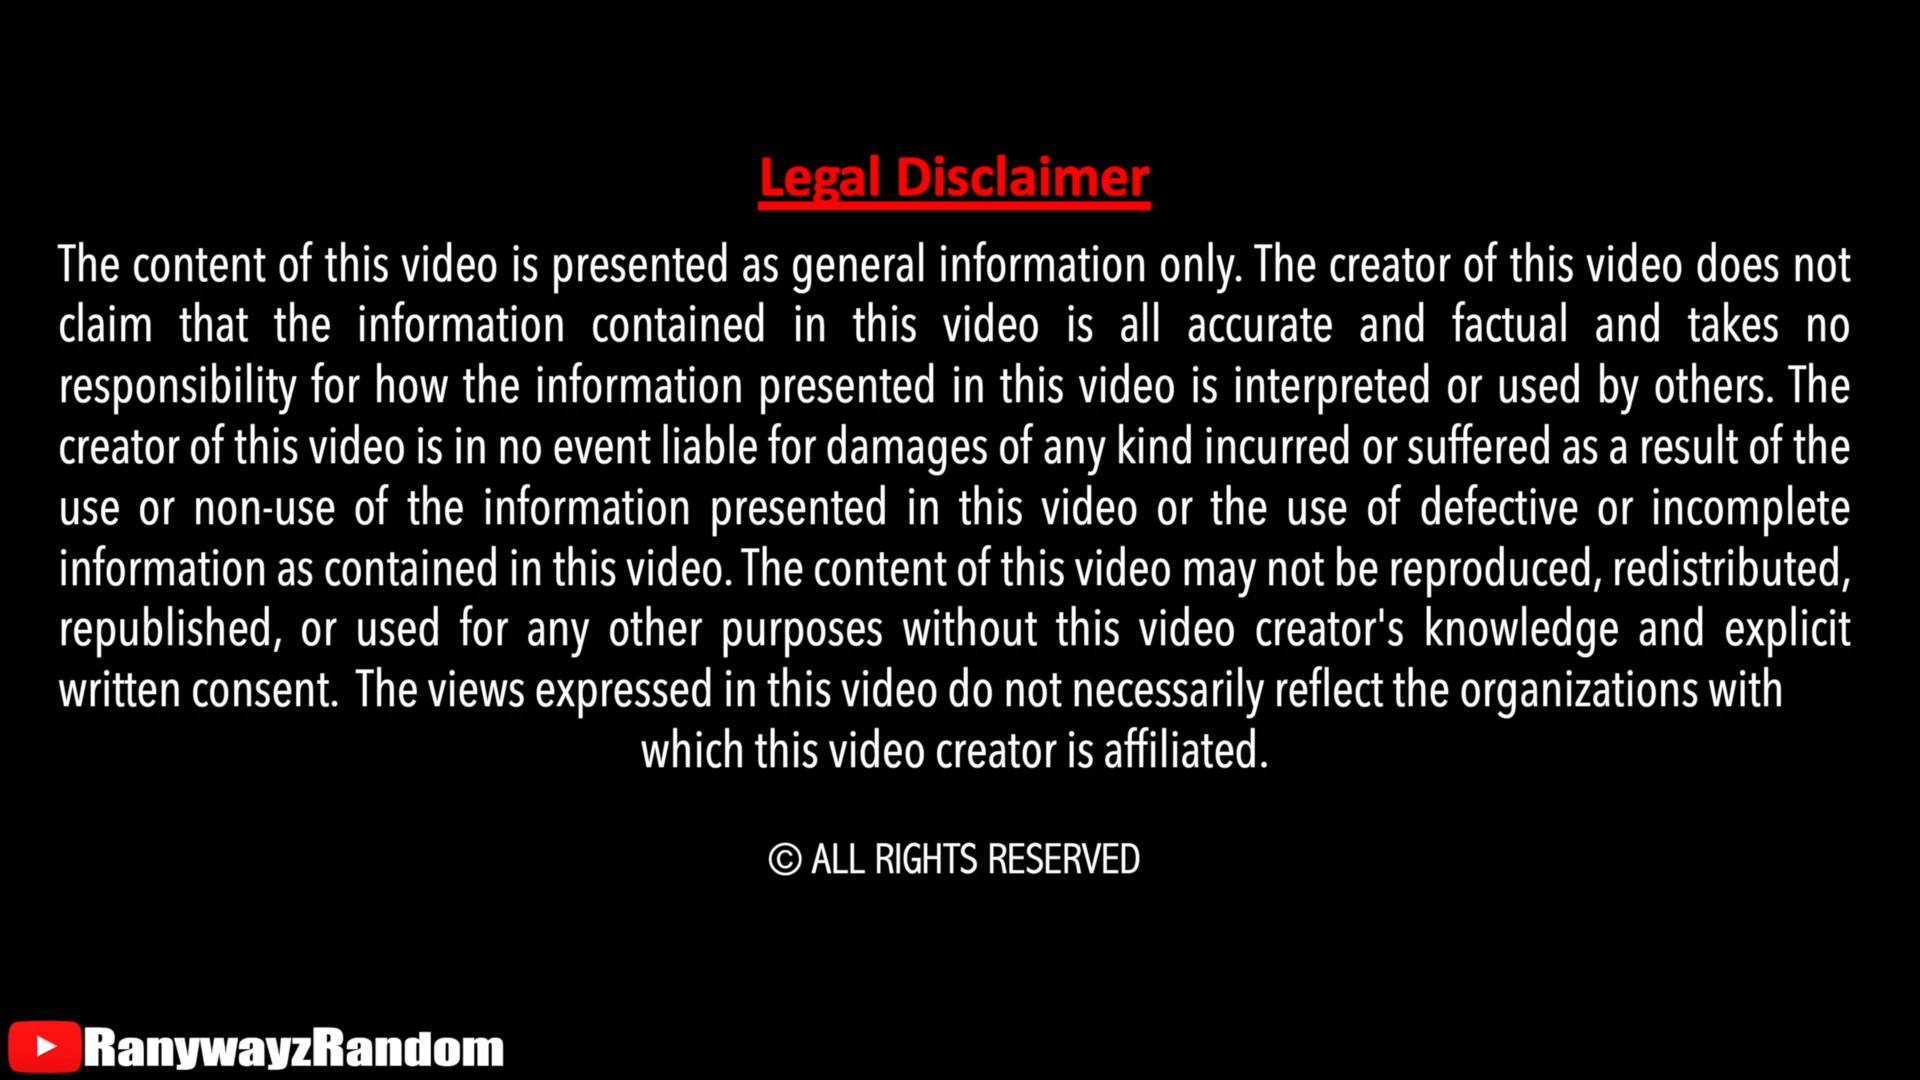 Legal Disclaimer
The content of this video is presented as general information only. The creator of this video does not
claim that the information contained in this video is all accurate and factual and takes no
responsibility for how the information presented in this video is interpreted or used by others. The
creator of this video is in no event liable for damages of any kind incurred or suffered as a result of the
use or non-use of the information presented in this video or the use of defective or incomplete
information as contained in this video. The content of this video may not be reproduced, redistributed,
republished, or used for any other purposes without this video creator's knowledge and explicit
written consent.  The views expressed in this video do not necessarily reflect the organizations with
which this video creator is affiliated.
© ALL RIGHTS RESERVED
RanywayzRandom